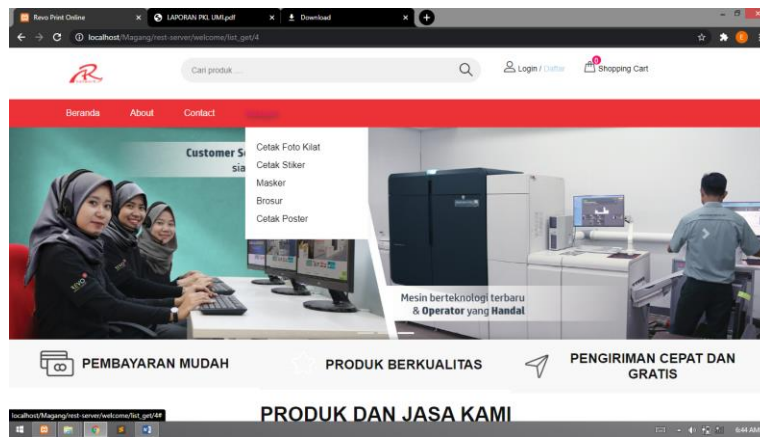 Revo Print Online
LAPORAN PKL UMI.pdf
Download
localhost/Magang/rest-server/welcome/list_get/4
Cari produk ....
Login / Daftar
0
Shopping Cart
Beranda
About
Contact
Customer S
sia
Cetak Foto Kilat
Cetak Stiker
Masker
Brosur
Cetak Poster
Mesin berteknologi terbaru
& Operator yang Handal
PEMBAYARAN MUDAH
PRODUK BERKUALITAS
PENGIRIMAN CEPAT DAN
GRATIS
PRODUK DAN JASA KAMI
localhost/Magang/rest-server/welcome/list_get/4#
6:44 AM